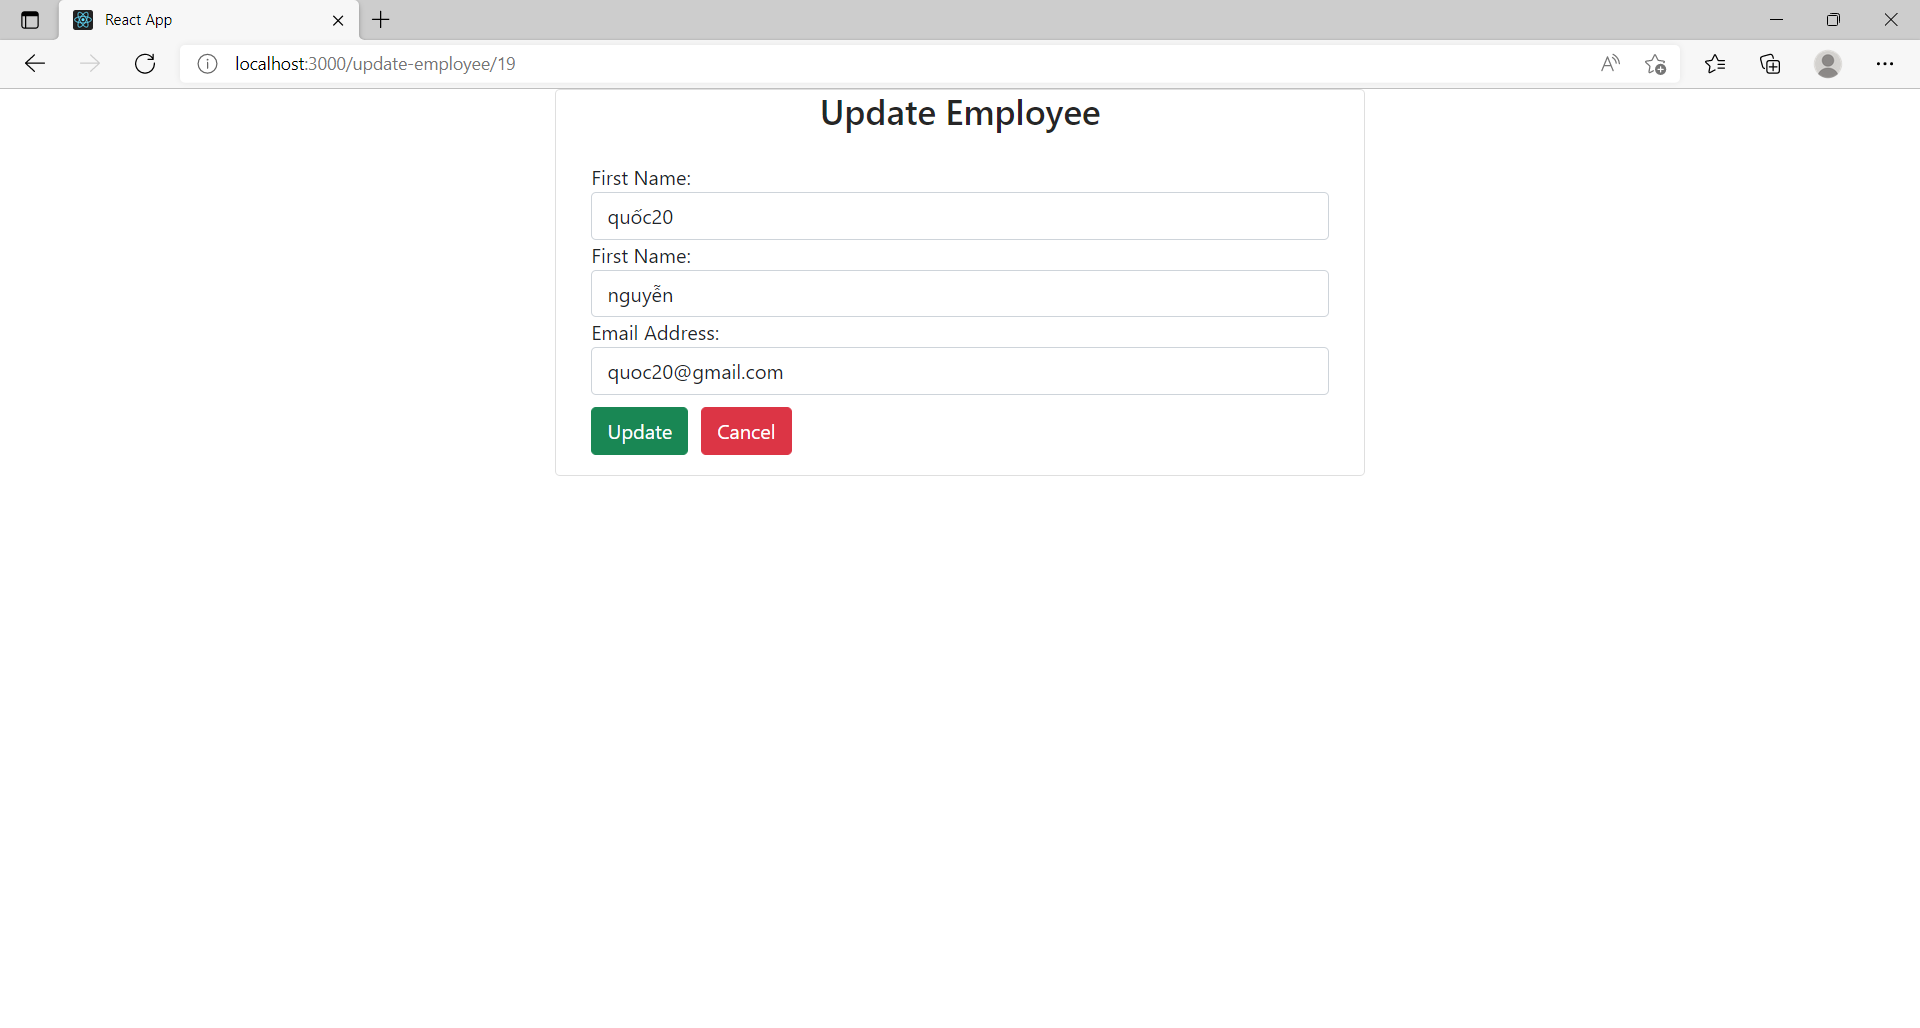 React App
localhost:3000/update-employee/19
Update Employee
First Name:
quốc20
First Name:
nguyễn
Email Address:
quoc20@gmail.com
Update Cancel